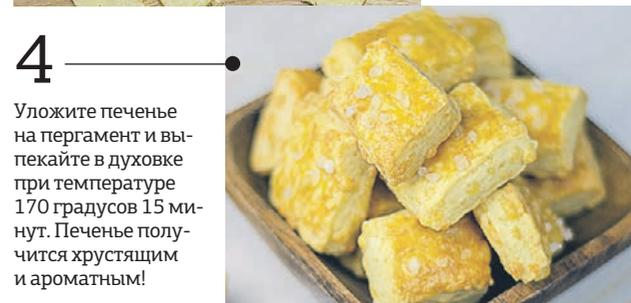 4
Уложите печенье
на пергамент и вы-
пекайте в духовке
при температуре
170 градусов 15 ми-
нут. Печенье полу-
чится хрустящим
и ароматным!